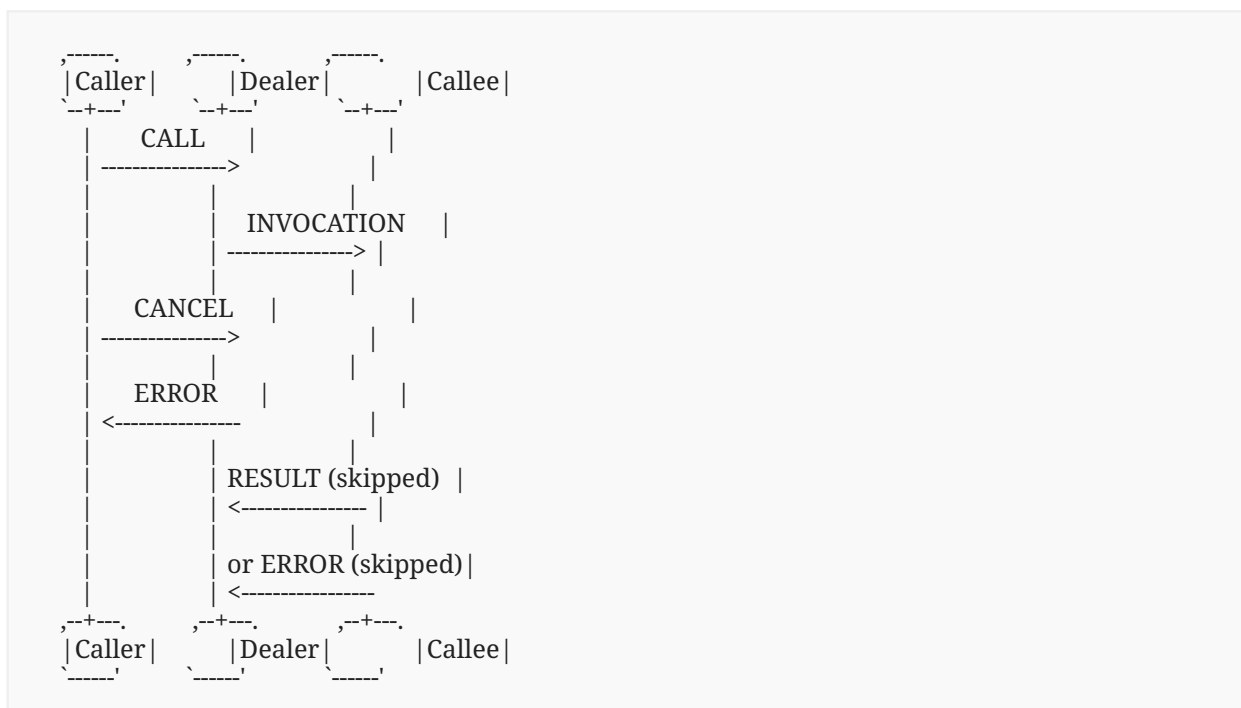 ,------.          ,------.             ,------.
|Caller|          |Dealer|            |Callee|
`--+---'          `--+---'            `--+---'
   |       CALL      |                   |
   | ---------------->                   |
   |                 |                   |
   |                 |    INVOCATION     |
   |                 | ----------------> |
   |                 |                   |
   |      CANCEL     |                   |
   | ---------------->                   |
   |                 |                   |
   |      ERROR      |                   |
   | <----------------                   |
   |                 |                   |
   |                 | RESULT (skipped)  |
   |                 | <---------------- |
   |                 |                   |
   |                 | or ERROR (skipped)|
   |                 | <-----------------
,--+---.          ,--+---.            ,--+---.
|Caller|          |Dealer|            |Callee|
`------'          `------'            `------'